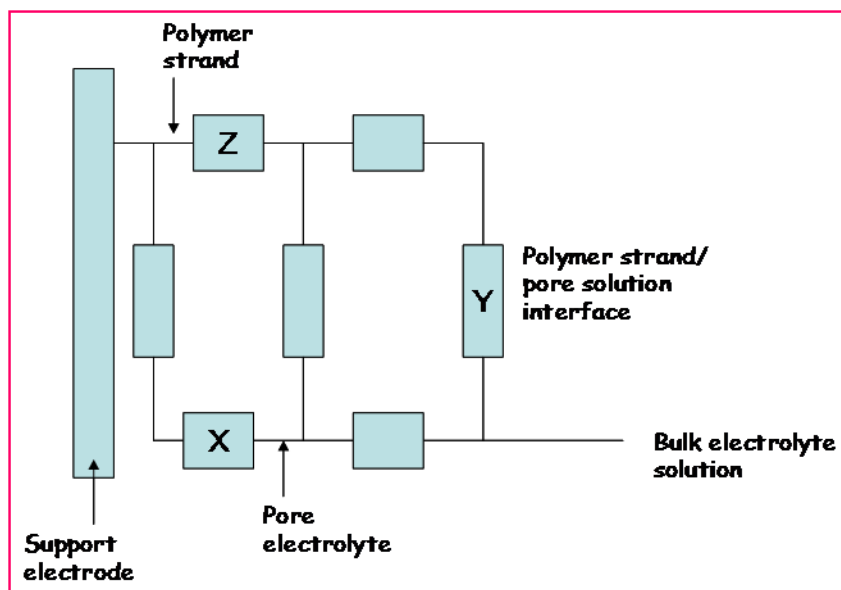 Polymer
strand
Z
Polymer strand/
pore solution
interface
Y
X
Bulk electrolyte
solution
Pore
electrolyte
Support
electrode